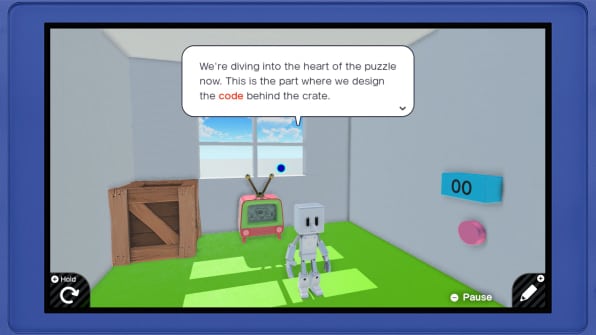 We're diving into the heart of the puzzle
now. This is the part where we design
the code behind the crate.
00
Hold
Pause